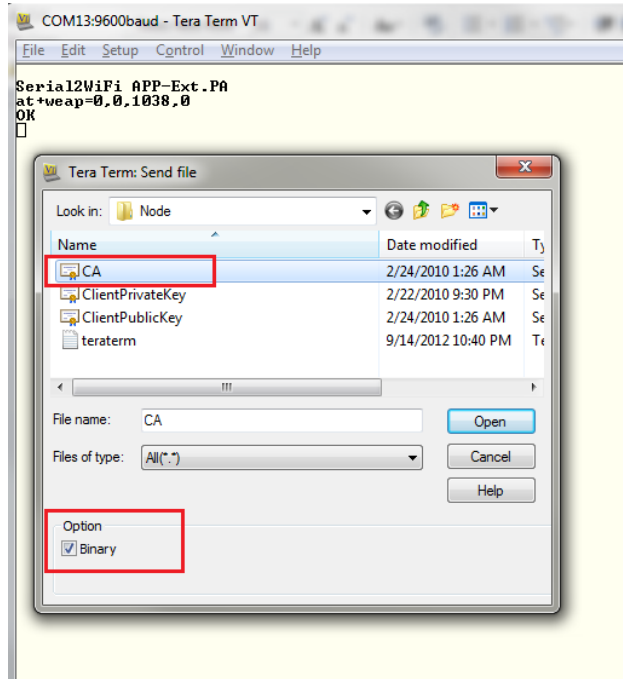 COM13:9600baud - Tera Term VT
File Edit Setup Control Window Help
Serial2WiFi APP-Ext.PA
at+weap=0,0,1038,0
OK
Tera Term: Send file
Look in: Node
Name Date modified Ty
CA 2/24/2010 1:26 AM Se
ClientPrivateKey 2/22/2010 9:30 PM Se
ClientPublicKey 2/24/2010 1:26 AM Se
teraterm 9/14/2012 10:40 PM Te
File name: CA Open
Files of type: All(*.*) Cancel
Help
Option
Binary